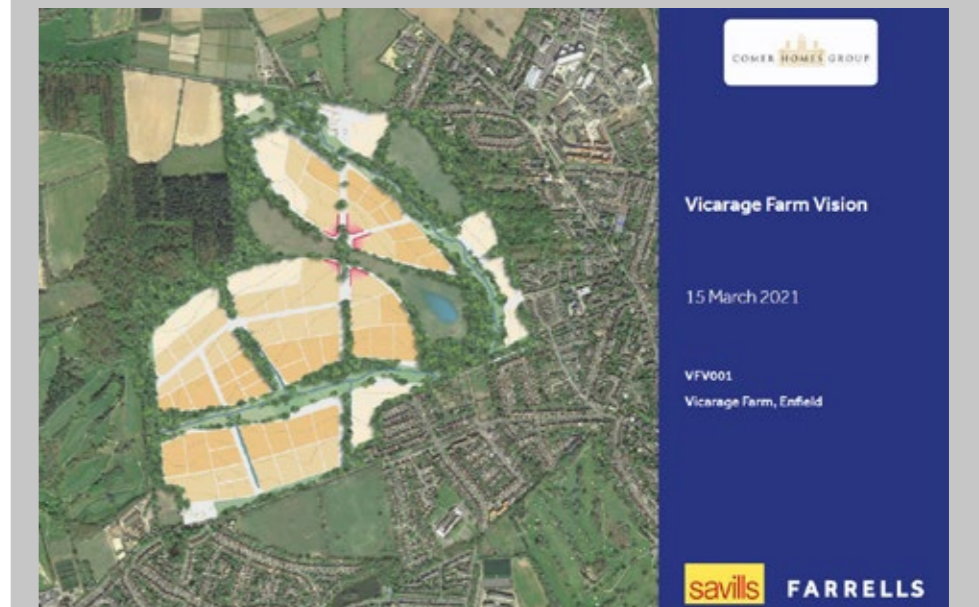 COMER HOMES GROUP
Vicarage Farm Vision
15 March 2021
VFV001
Vicarage Farm, Enfield
savills
FARRELLS